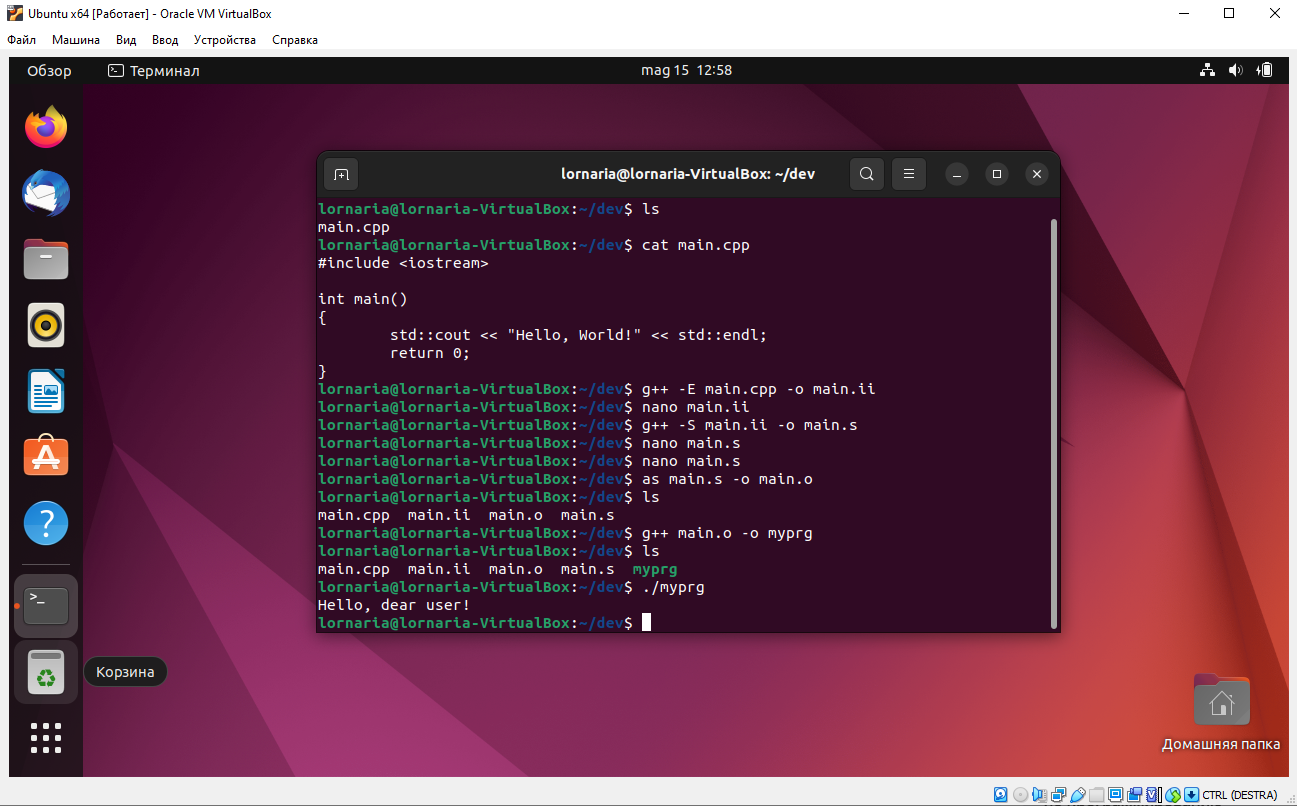 Ubuntu x64 [Работает] - Oracle VM VirtualBox
Файл Машина Вид Ввод Устройства Справка
Обзор Терминал mag 15 12:58
lornaria@lornaria-VirtualBox: ~/dev
lornaria@lornaria-VirtualBox:~/dev$ ls
main.cpp
lornaria@lornaria-VirtualBox:~/dev$ cat main.cpp
#include <iostream>
int main()
{
std::cout << "Hello, World!" << std::endl;
return 0;
}
lornaria@lornaria-VirtualBox:~/dev$ g++ -E main.cpp -o main.ii
lornaria@lornaria-VirtualBox:~/dev$ nano main.ii
lornaria@lornaria-VirtualBox:~/dev$ g++ -S main.ii -o main.s
lornaria@lornaria-VirtualBox:~/dev$ nano main.s
lornaria@lornaria-VirtualBox:~/dev$ nano main.s
lornaria@lornaria-VirtualBox:~/dev$ as main.s -o main.o
lornaria@lornaria-VirtualBox:~/dev$ ls
main.cpp main.ii main.o main.s
lornaria@lornaria-VirtualBox:~/dev$ g++ main.o -o myprg
lornaria@lornaria-VirtualBox:~/dev$ ls
main.cpp main.ii main.o main.s myprg
lornaria@lornaria-VirtualBox:~/dev$ ./myprg
Hello, dear user!
lornaria@lornaria-VirtualBox:~/dev$
Корзина
Домашняя папка
CTRL (DESTRA)